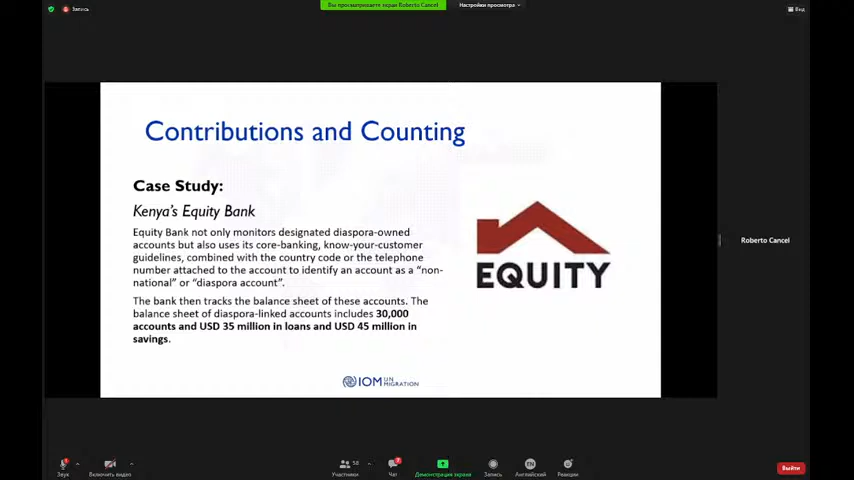 Запись
Вы просматриваете экран Roberto Cancel
Настройки просмотра
Вид
Contributions and Counting
Case Study:
Kenya's Equity Bank
Equity Bank not only monitors designated diaspora-owned
accounts but also uses its core-banking, know-your-customer
guidelines, combined with the country code or the telephone
number attached to the account to identify an account as a "non-
national" or "diaspora account".
The bank then tracks the balance sheet of these accounts. The
balance sheet of diaspora-linked accounts includes 30,000
accounts and USD 35 million in loans and USD 45 million in
savings.
EQUITY
IOM UN MIGRATION
Roberto Cancel
Звук
Включить видео
Участники
58
Чат
7
Демонстрация экрана
Запись
EN
Английский
Реакции
Выйти